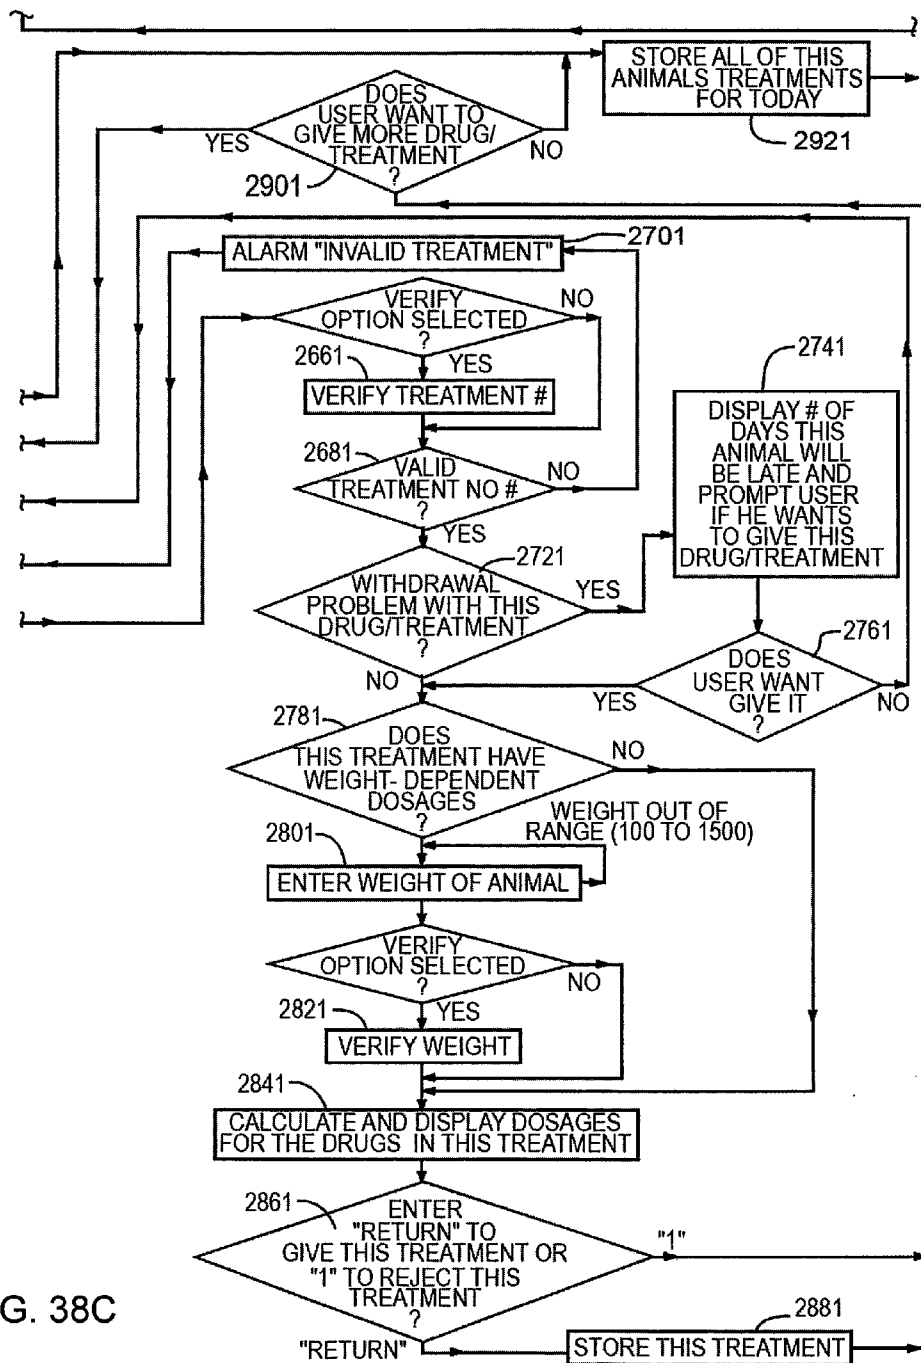 STORE ALL OF THIS
ANIMALS TREATMENTS
FOR TODAY
2921
DOES
USER WANT TO
GIVE MORE DRUG/
TREATMENT
?
YES
NO
2901
ALARM "INVALID TREATMENT"
2701
VERIFY
OPTION SELECTED
?
NO
YES
2661
VERIFY TREATMENT #
2681
VALID
TREATMENT NO #
?
NO
YES
2741
DISPLAY # OF
DAYS THIS
ANIMAL WILL
BE LATE AND
PROMPT USER
IF HE WANTS
TO GIVE THIS
DRUG/TREATMENT
2721
WITHDRAWAL
PROBLEM WITH THIS
DRUG/TREATMENT
?
YES
NO
2761
DOES
USER WANT
GIVE IT
?
YES
NO
2781
DOES
THIS TREATMENT HAVE
WEIGHT- DEPENDENT
DOSAGES
?
NO
WEIGHT OUT OF
RANGE (100 TO 1500)
2801
ENTER WEIGHT OF ANIMAL
VERIFY
OPTION SELECTED
?
NO
YES
2821
VERIFY WEIGHT
2841
CALCULATE AND DISPLAY DOSAGES
FOR THE DRUGS IN THIS TREATMENT
2861
ENTER
"RETURN" TO
GIVE THIS TREATMENT OR
"1" TO REJECT THIS
TREATMENT
?
"1"
"RETURN"
2881
STORE THIS TREATMENT
G. 38C